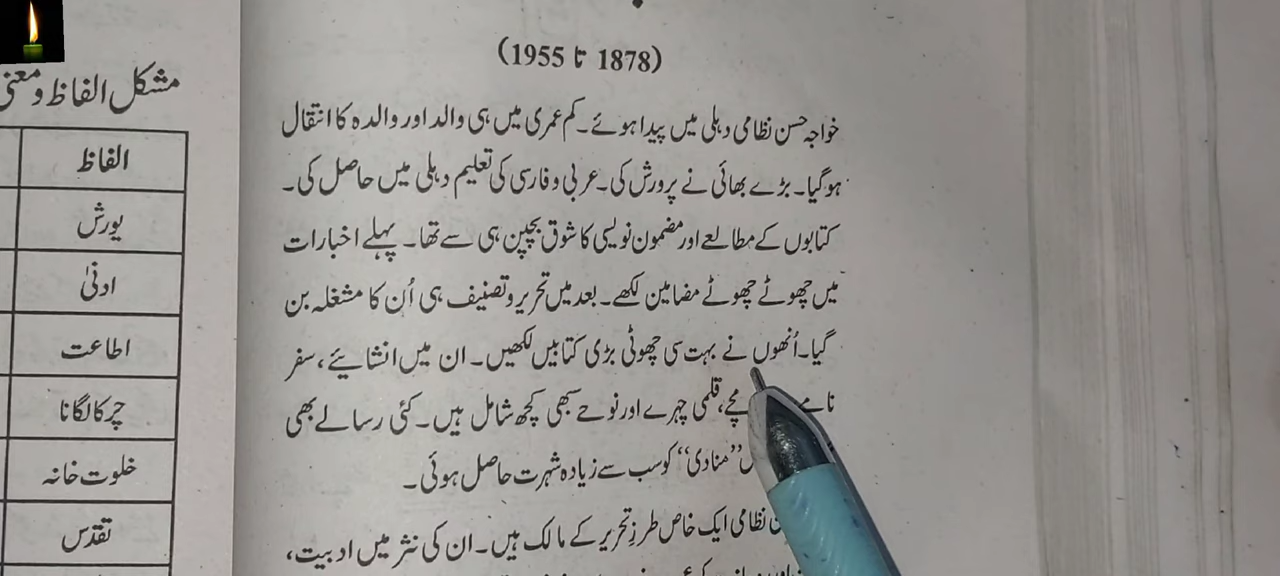 (1878 تا 1955)
خواجہ حسن نظامی دہلی میں پیدا ہوئے۔ کم عمری میں ہی والد اور والدہ کا انتقال
ہو گیا۔ بڑے بھائی نے پرورش کی۔ عربی و فارسی کی تعلیم دہلی میں حاصل کی۔
کتابوں کے مطالعے اور مضمون نویسی کا شوق بچپن ہی سے تھا۔ پہلے اخبارات
میں چھوٹے چھوٹے مضامین لکھے۔ بعد میں تحریر و تصنیف ہی اُن کا مشغلہ بن
گیا۔ اُنھوں نے بہت سی چھوٹی بڑی کتابیں لکھیں۔ ان میں انشائیے، سفر
قلمی چہرے اور نوحے سبھی کچھ شامل ہیں۔ کئی رسالے بھی
”منادی“ کو سب سے زیادہ شہرت حاصل ہوئی۔
نظامی ایک خاص طرزِ تحریر کے مالک ہیں۔ ان کی نثر میں ادبیت،
مشکل الفاظ و معنی
الفاظ
یورش
ادنیٰ
اطاعت
چرکا لگانا
خلوت خانہ
تقدّس